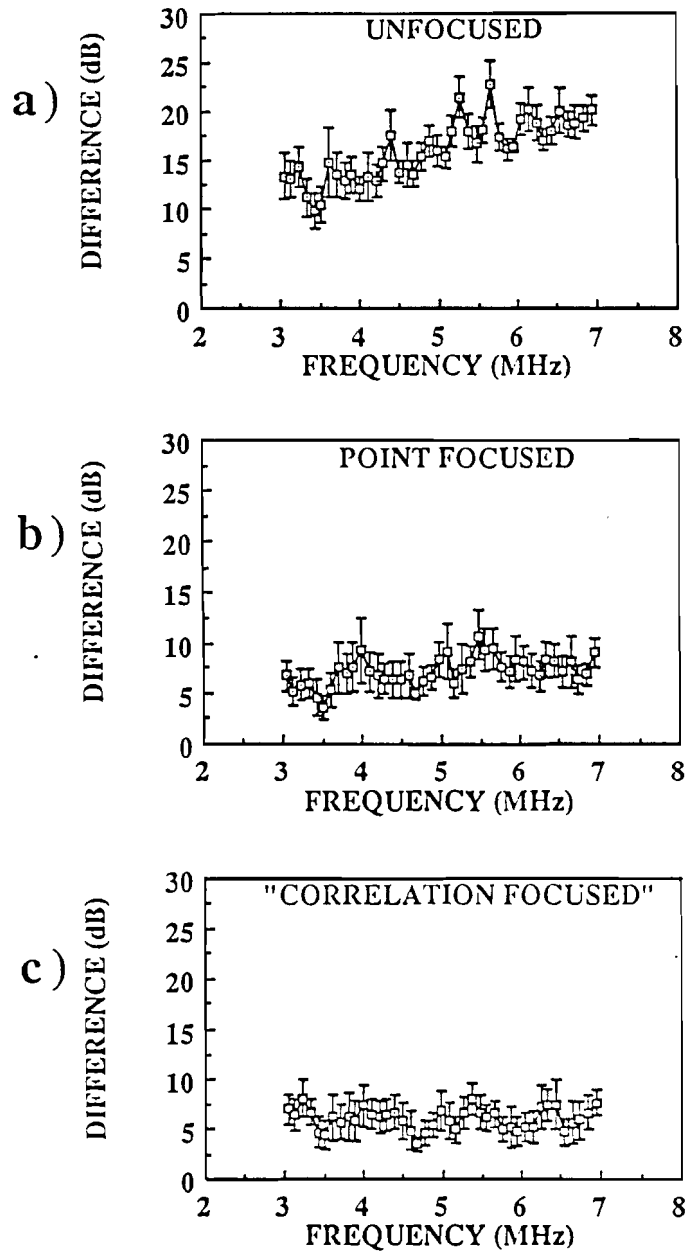 a)
UNFOCUSED
DIFFERENCE (dB)
30
25
20
15
10
5
0
2 3 4 5 6 7 8
FREQUENCY (MHz)
b)
POINT FOCUSED
DIFFERENCE (dB)
30
25
20
15
10
5
0
2 3 4 5 6 7 8
FREQUENCY (MHz)
c)
"CORRELATION FOCUSED"
DIFFERENCE (dB)
30
25
20
15
10
5
0
2 3 4 5 6 7 8
FREQUENCY (MHz)